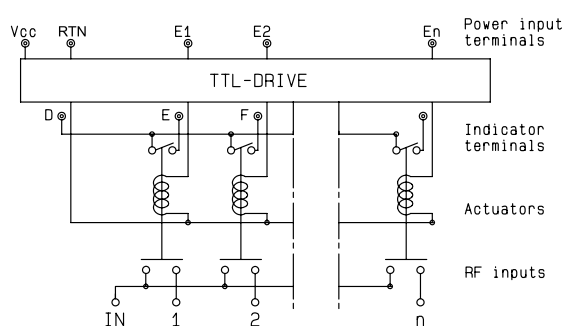 Vcc RTN E1 E2 En Power input
terminals
TTL-DRIVE
D E F Indicator
terminals
Actuators
RF inputs
IN 1 2 n